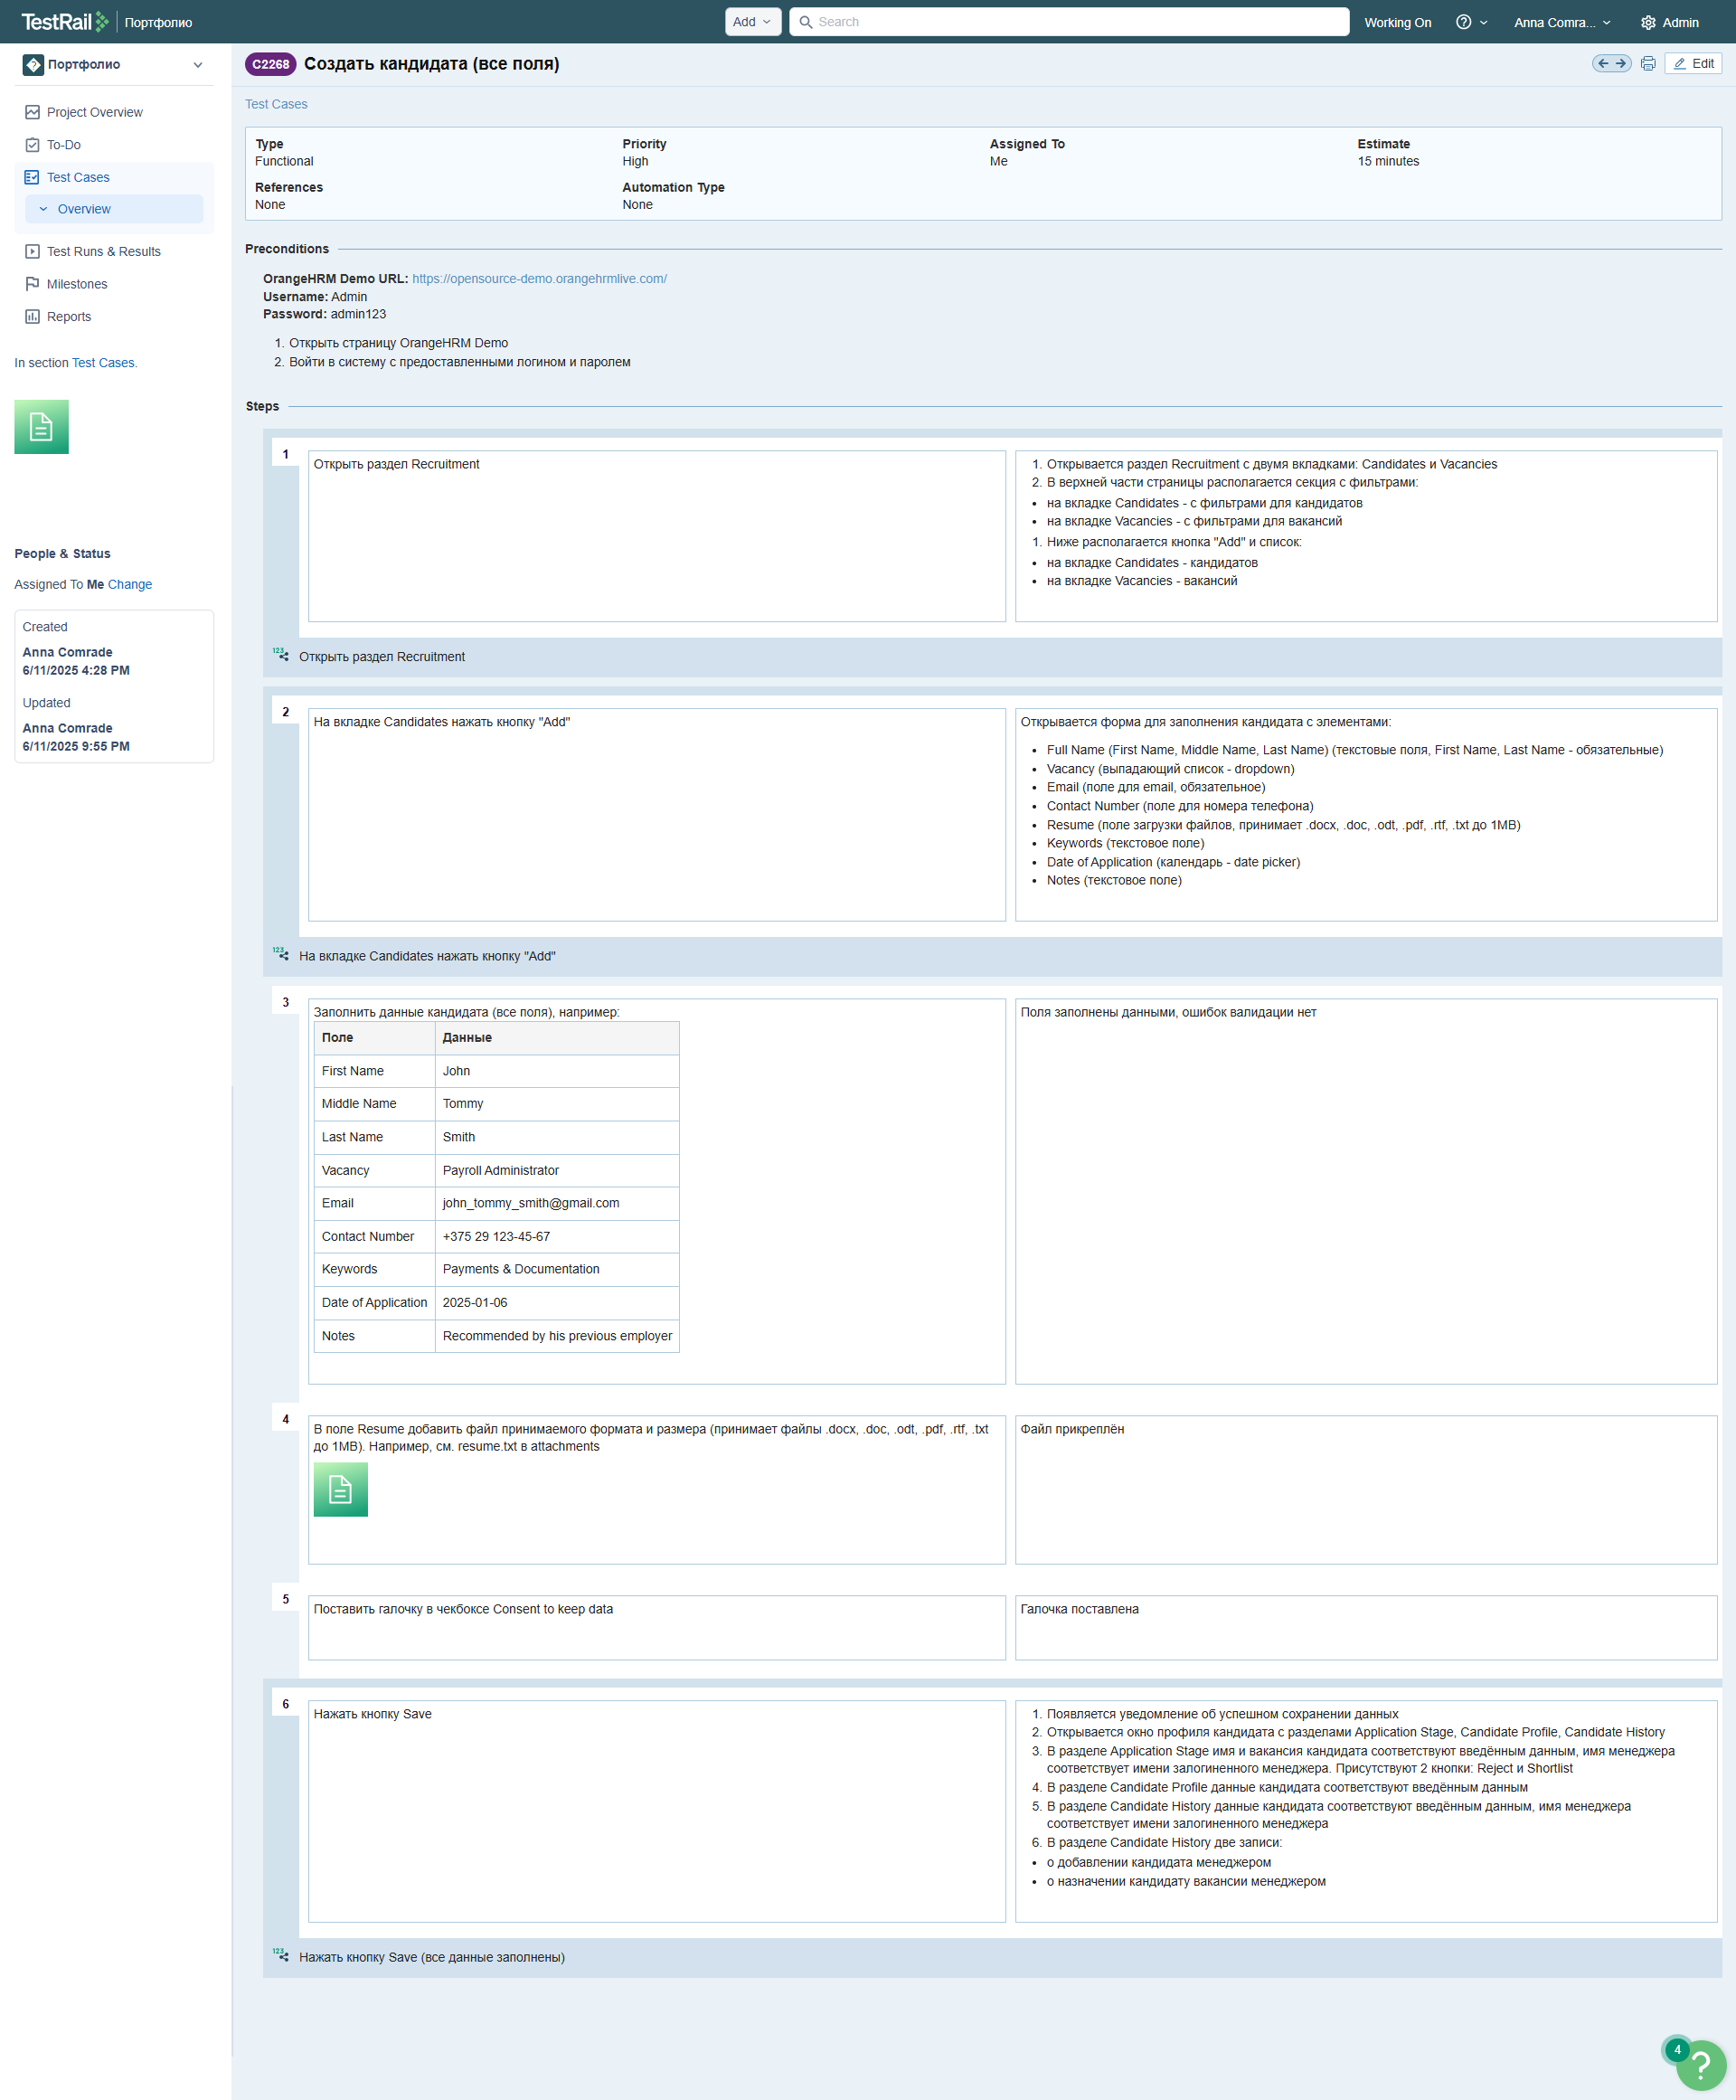 TestRail Портфолио
Add
Search
Working On
Anna Comra...
Admin
Портфолио
Project Overview
To-Do
Test Cases
Overview
Test Runs & Results
Milestones
Reports
In section Test Cases.
People & Status
Assigned To Me Change
Created
Anna Comrade
6/11/2025 4:28 PM
Updated
Anna Comrade
6/11/2025 9:55 PM
C2268 Создать кандидата (все поля)
Edit
Test Cases
Type
Functional
Priority
High
Assigned To
Me
Estimate
15 minutes
References
None
Automation Type
None
Preconditions
OrangeHRM Demo URL: https://opensource-demo.orangehrmlive.com/
Username: Admin
Password: admin123
1. Открыть страницу OrangeHRM Demo
2. Войти в систему с предоставленными логином и паролем
Steps
1
Открыть раздел Recruitment
1. Открывается раздел Recruitment с двумя вкладками: Candidates и Vacancies
2. В верхней части страницы располагается секция с фильтрами:
• на вкладке Candidates - с фильтрами для кандидатов
• на вкладке Vacancies - с фильтрами для вакансий
1. Ниже располагается кнопка "Add" и список:
• на вкладке Candidates - кандидатов
• на вкладке Vacancies - вакансий
123 Открыть раздел Recruitment
2
На вкладке Candidates нажать кнопку "Add"
Открывается форма для заполнения кандидата с элементами:
• Full Name (First Name, Middle Name, Last Name) (текстовые поля, First Name, Last Name - обязательные)
• Vacancy (выпадающий список - dropdown)
• Email (поле для email, обязательное)
• Contact Number (поле для номера телефона)
• Resume (поле загрузки файлов, принимает .docx, .doc, .odt, .pdf, .rtf, .txt до 1MB)
• Keywords (текстовое поле)
• Date of Application (календарь - date picker)
• Notes (текстовое поле)
123 На вкладке Candidates нажать кнопку "Add"
3
Заполнить данные кандидата (все поля), например:
Поле Данные
First Name John
Middle Name Tommy
Last Name Smith
Vacancy Payroll Administrator
Email john_tommy_smith@gmail.com
Contact Number +375 29 123-45-67
Keywords Payments & Documentation
Date of Application 2025-01-06
Notes Recommended by his previous employer
Поля заполнены данными, ошибок валидации нет
4
В поле Resume добавить файл принимаемого формата и размера (принимает файлы .docx, .doc, .odt, .pdf, .rtf, .txt
до 1MB). Например, см. resume.txt в attachments
Файл прикреплён
5
Поставить галочку в чекбоксе Consent to keep data
Галочка поставлена
6
Нажать кнопку Save
1. Появляется уведомление об успешном сохранении данных
2. Открывается окно профиля кандидата с разделами Application Stage, Candidate Profile, Candidate History
3. В разделе Application Stage имя и вакансия кандидата соответствуют введённым данным, имя менеджера
соответствует имени залогиненного менеджера. Присутствуют 2 кнопки: Reject и Shortlist
4. В разделе Candidate Profile данные кандидата соответствуют введённым данным
5. В разделе Candidate History данные кандидата соответствуют введённым данным, имя менеджера
соответствует имени залогиненного менеджера
6. В разделе Candidate History две записи:
• о добавлении кандидата менеджером
• о назначении кандидату вакансии менеджером
123 Нажать кнопку Save (все данные заполнены)
4
?